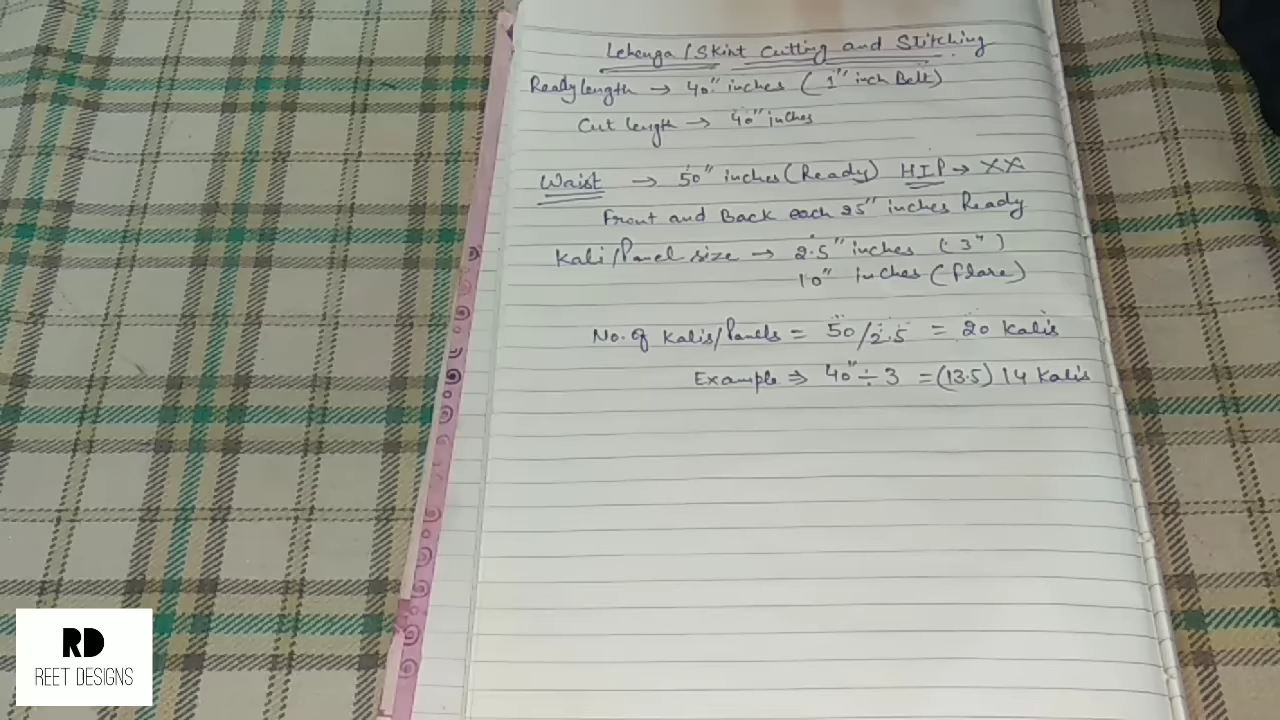 Lehenga/Skint Cutting and Stitching
Ready length → 40" inches (1" inch Belt)
Cut length → 40" inches
Waist → 50" inches (Ready) HIP → XX
Front and Back each 25" inches Ready
Kali/Panel size → 2.5" inches (3")
10" inches (flare)
No. of Kalis/Panels = 50/2.5 = 20 Kalis
Example ⇒ 40" ÷ 3 = (13.5) 14 Kalis
RD
REET DESIGNS